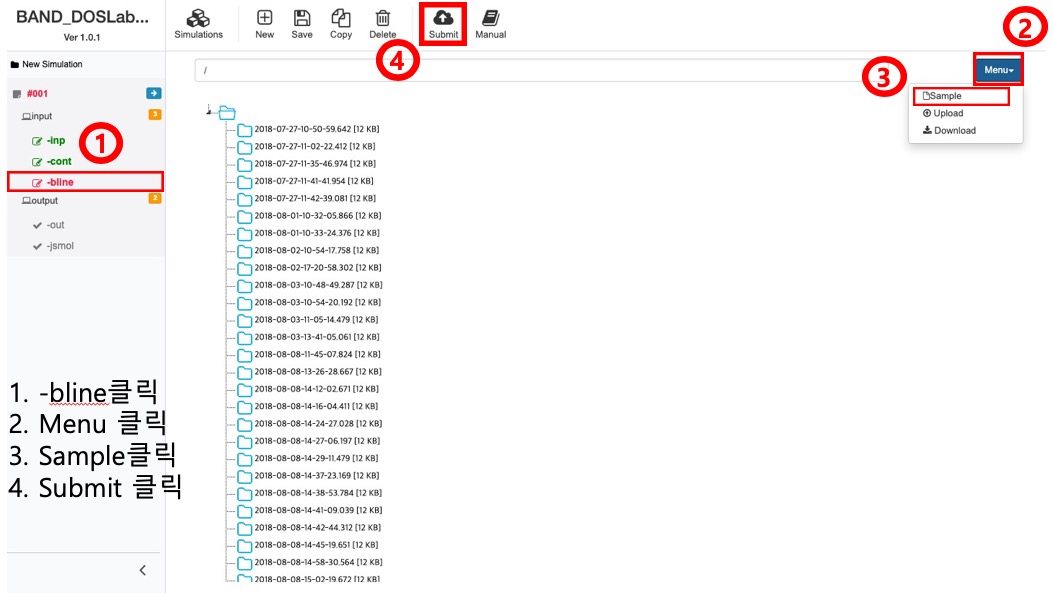 BAND_DOSLab...
Ver 1.0.1
Simulations
New
Save
Copy
Delete
Submit
Manual
2
4
New Simulation
/
3
Menu
#001
input
3
Sample
Upload
Download
-inp
1
-cont
-bline
output
2
-out
-jsmol
2018-07-27-10-50-59.642 [12 KB]
2018-07-27-11-02-22.412 [12 KB]
2018-07-27-11-35-46.974 [12 KB]
2018-07-27-11-41-41.954 [12 KB]
2018-07-27-11-42-39.081 [12 KB]
2018-08-01-10-32-05.866 [12 KB]
2018-08-01-10-33-24.376 [12 KB]
2018-08-02-10-54-17.758 [12 KB]
2018-08-02-17-20-58.302 [12 KB]
2018-08-03-10-48-49.287 [12 KB]
2018-08-03-10-54-20.192 [12 KB]
2018-08-03-11-05-14.479 [12 KB]
2018-08-03-13-41-05.061 [12 KB]
2018-08-08-11-45-07.824 [12 KB]
2018-08-08-13-26-28.667 [12 KB]
2018-08-08-14-12-02.671 [12 KB]
2018-08-08-14-16-04.411 [12 KB]
2018-08-08-14-24-27.028 [12 KB]
2018-08-08-14-27-06.197 [12 KB]
2018-08-08-14-29-11.479 [12 KB]
2018-08-08-14-37-23.169 [12 KB]
2018-08-08-14-38-53.784 [12 KB]
2018-08-08-14-41-09.039 [12 KB]
2018-08-08-14-42-44.312 [12 KB]
2018-08-08-14-45-19.651 [12 KB]
2018-08-08-14-58-30.564 [12 KB]
2018-08-08-15-02-19.672 [12 KB]
1. -bline클릭
2. Menu 클릭
3. Sample클릭
4. Submit 클릭